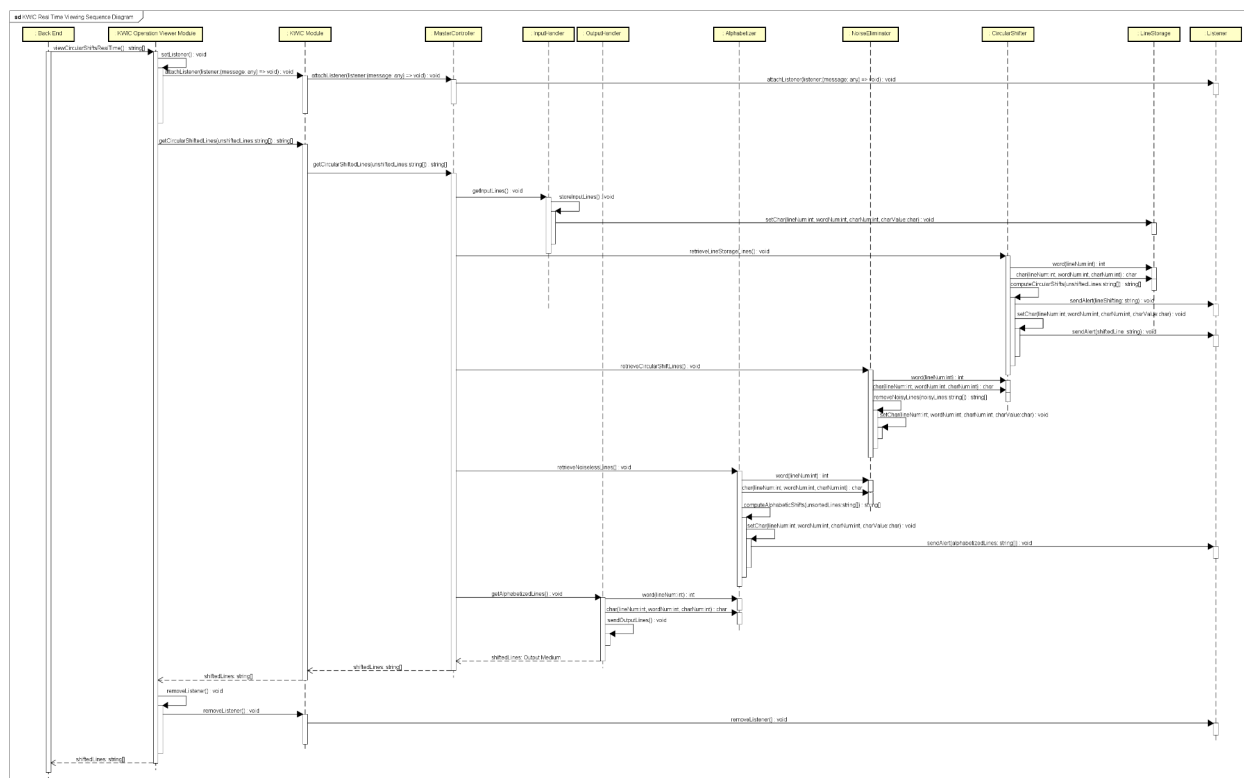 sd KWIC Real Time Viewing Sequence Diagram
: Back End
KWIC Operation Viewer Module
: KWIC Module
MasterController
InputHandler
OutputHandler
: Alphabetizer
NoiseEliminator
CircularShifter
: LineStorage
Listener
viewCircularShiftsRealTime() : string[]
setListener() : void
attachListener(listener:(message: any) => void) : void
attachListener(listener:(message: any) => void) : void
attachListener(listener:(message: any) => void) : void
getCircularShiftedLines(unshiftedLines:string[]) : string[]
getCircularShiftedLines(unshiftedLines:string[]) : string[]
getInputLines() : void
storeInputLines() : void
setChar(lineNum:int, wordNum:int, charNum:int, charValue:char) : void
retrieveLineStorageLines() : void
word(lineNum:int) : int
char(lineNum:int, wordNum:int, charNum:int) : char
computeCircularShifts(unshiftedLines:string[]) : string[]
sendAlert(lineShifting: string) : void
setChar(lineNum:int, wordNum:int, charNum:int, charValue:char) : void
sendAlert(shiftedLine: string) : void
retrieveCircularShiftLines() : void
word(lineNum:int) : int
char(lineNum:int, wordNum:int, charNum:int) : char
removeNoisyLines(noisyLines:string[]) : string[]
setChar(lineNum:int, wordNum:int, charNum:int, charValue:char) : void
retrieveNoiselessLines() : void
word(lineNum:int) : int
char(lineNum:int, wordNum:int, charNum:int) : char
computeAlphabeticShifts(unsortedLines:string[]) : string[]
setChar(lineNum:int, wordNum:int, charNum:int, charValue:char) : void
sendAlert(alphabetizedLines: string[]) : void
getAlphabetizedLines() : void
word(lineNum:int) : int
char(lineNum:int, wordNum:int, charNum:int) : char
sendOutputLines() : void
shiftedLines: Output Medium
shiftedLines: string[]
shiftedLines: string[]
removeListener() : void
removeListener() : void
removeListener() : void
shiftedLines: string[]